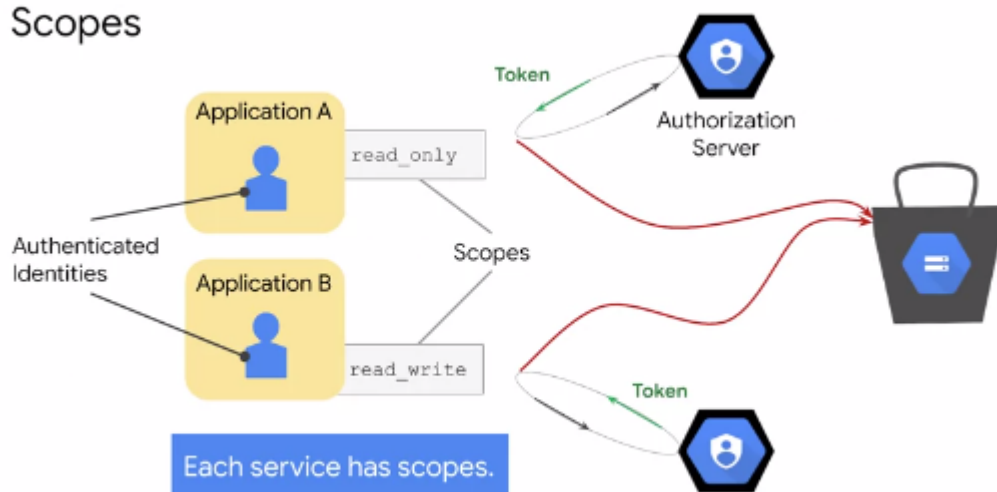 Scopes
Token
Authorization
Server
Application A
read_only
Authenticated
Identities
Scopes
Application B
read_write
Token
Each service has scopes.